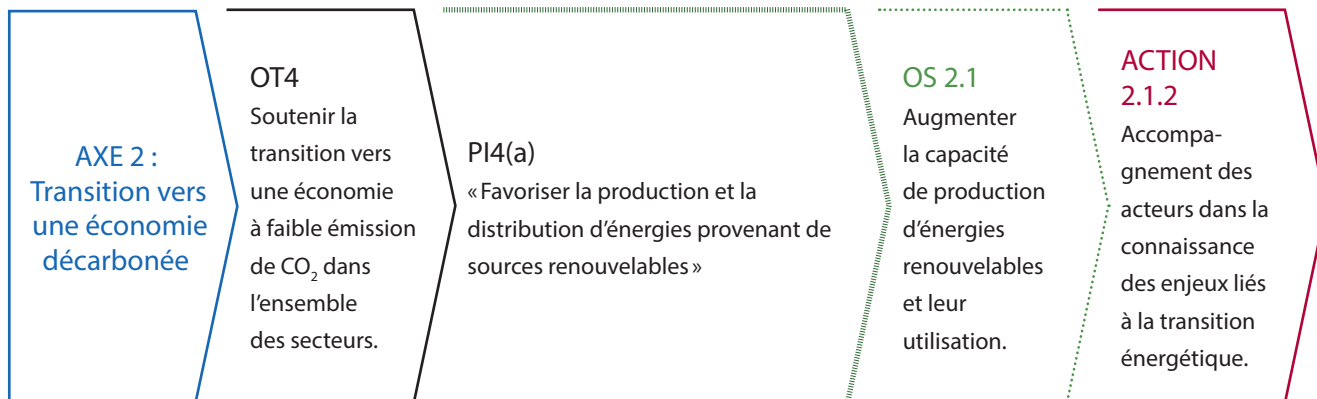 AXE 2 :
Transition vers
une économie
décarbonée
OT4
Soutenir la
transition vers
une économie
à faible émission
de CO₂ dans
l’ensemble
des secteurs.
PI4(a)
« Favoriser la production et la
distribution d’énergies provenant de
sources renouvelables »
OS 2.1
Augmenter
la capacité
de production
d’énergies
renouvelables
et leur
utilisation.
ACTION
2.1.2
Accompa-
gnement des
acteurs dans la
connaissance
des enjeux liés
à la transition
énergétique.